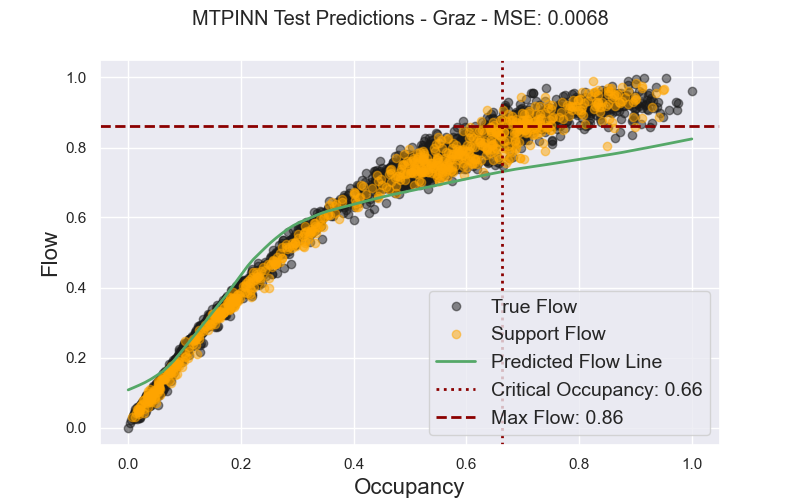 MTPINN Test Predictions - Graz - MSE: 0.0068
1.0
0.8
0.6
0.4
0.2
0.0
Flow
True Flow
Support Flow
Predicted Flow Line
Critical Occupancy: 0.66
Max Flow: 0.86
0.0 0.2 0.4 0.6 0.8 1.0
Occupancy